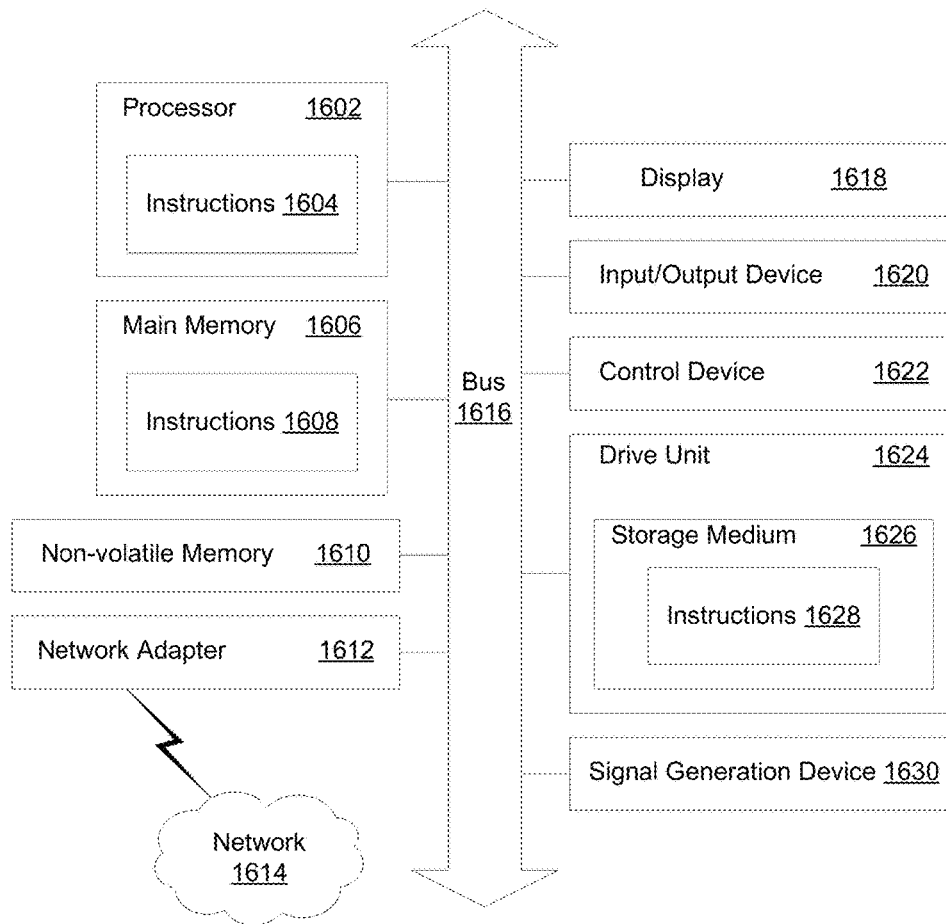 Processor 1602
Instructions 1604
Main Memory 1606
Instructions 1608
Non-volatile Memory 1610
Network Adapter 1612
Network
1614
Bus
1616
Display 1618
Input/Output Device 1620
Control Device 1622
Drive Unit 1624
Storage Medium 1626
Instructions 1628
Signal Generation Device 1630